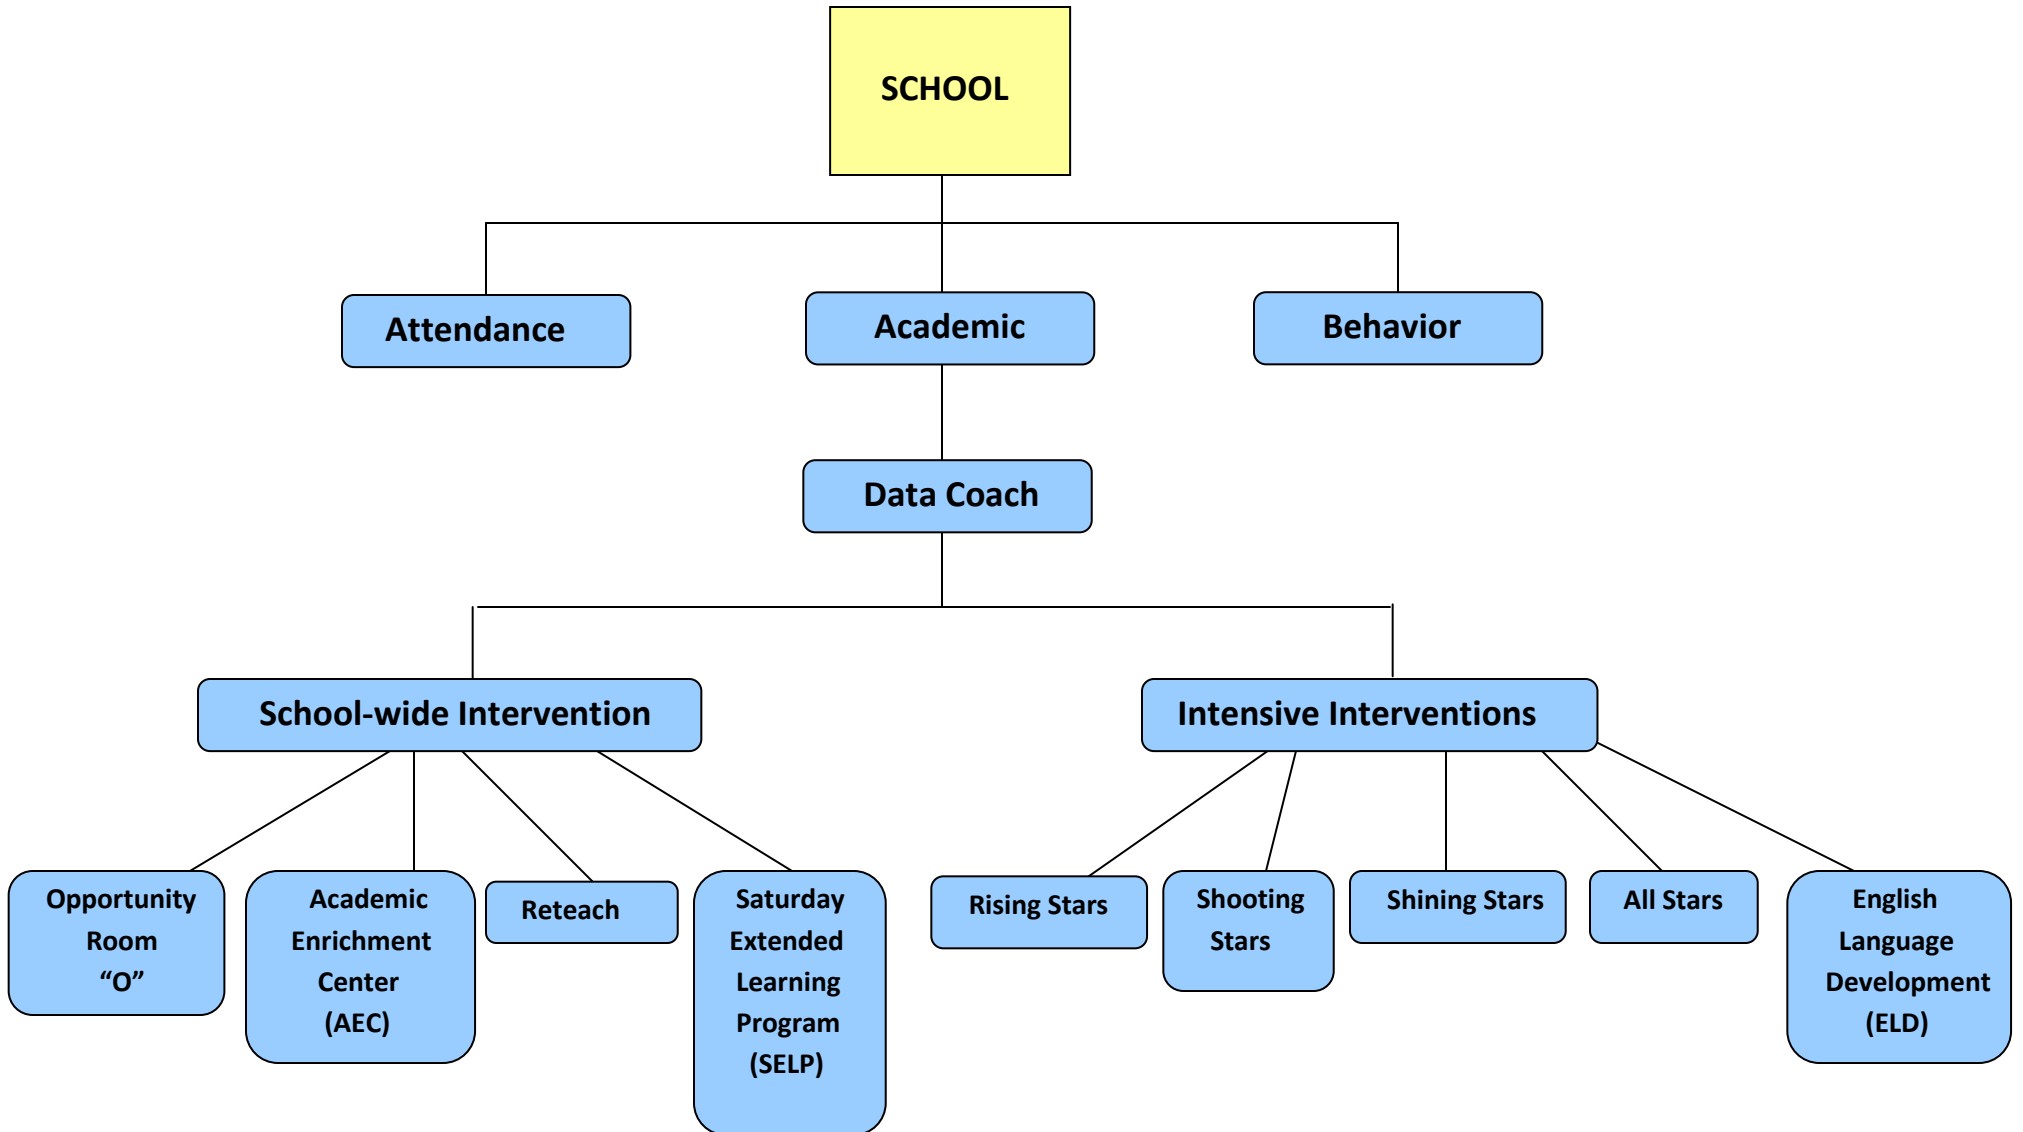 SCHOOL
Attendance
Academic
Behavior
Data Coach
School-wide Intervention
Intensive Interventions
Opportunity
Room
“O”
Academic
Enrichment
Center
(AEC)
Reteach
Saturday
Extended
Learning
Program
(SELP)
Rising Stars
Shooting
Stars
Shining Stars
All Stars
English
Language
Development
(ELD)